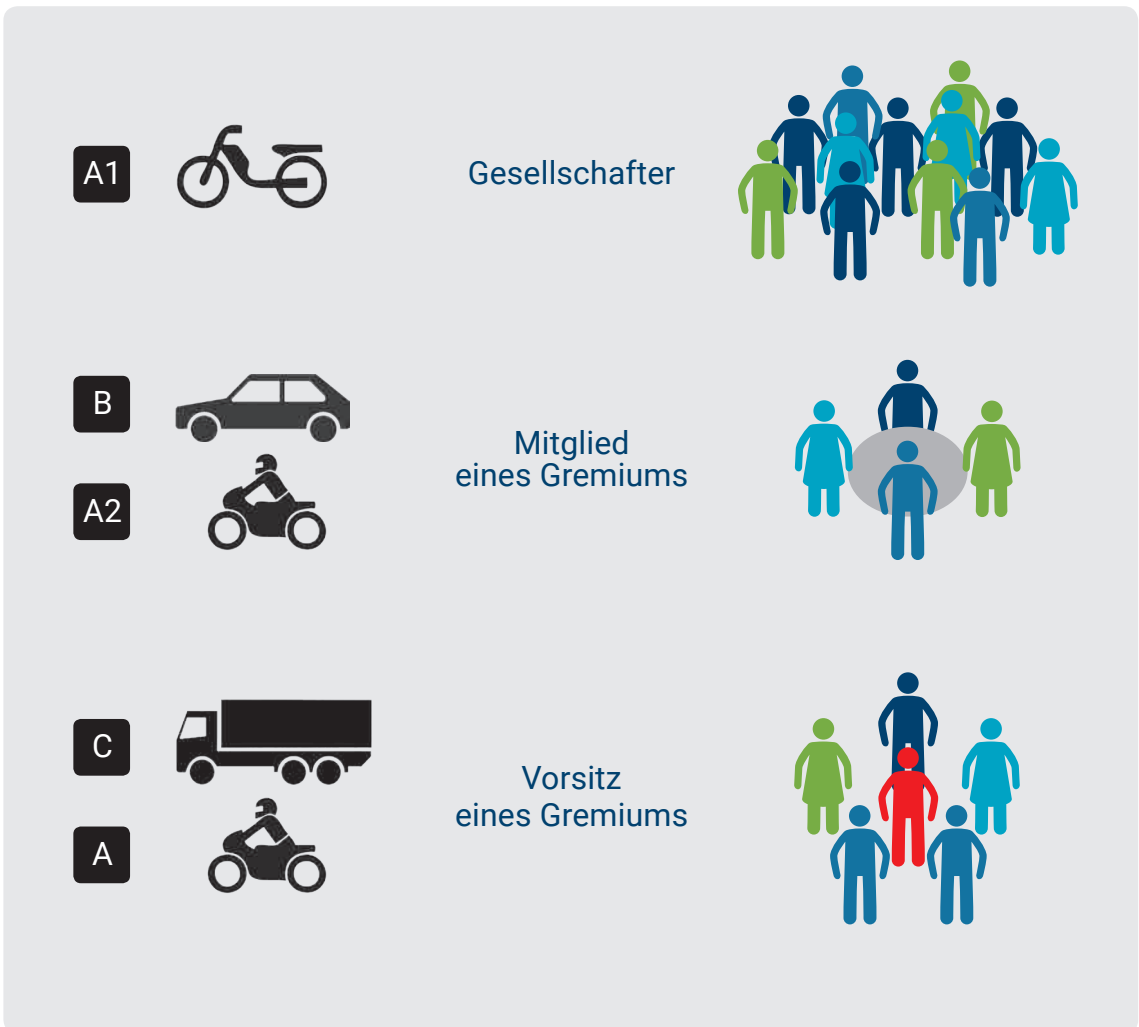 A1
Gesellschafter
B
A2
Mitglied
eines Gremiums
C
A
Vorsitz
eines Gremiums